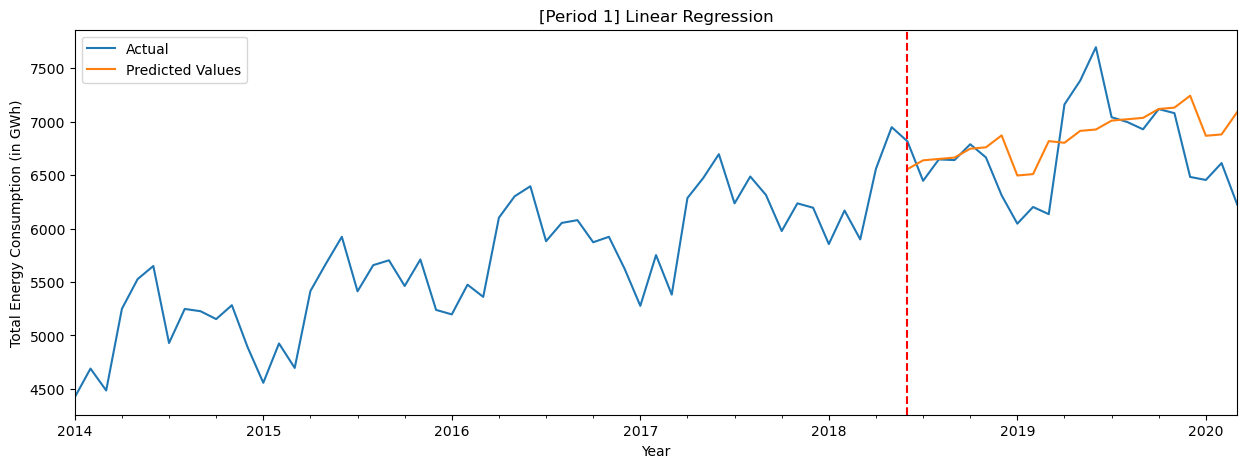 [Period 1] Linear Regression
Actual
Predicted Values
Total Energy Consumption (in GWh)
7500
7000
6500
6000
5500
5000
4500
2014
2015
2016
2017
2018
2019
2020
Year